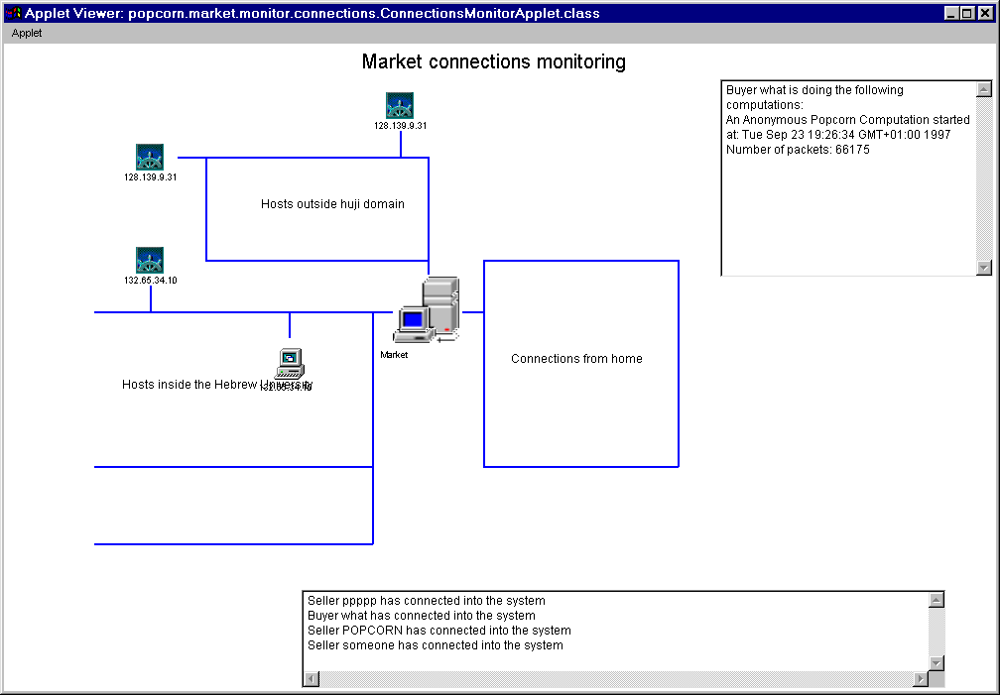 Applet Viewer: popcorn.market.monitor.connections.ConnectionsMonitorApplet.class
Applet
Market connections monitoring
Buyer what is doing the following
computations:
An Anonymous Popcorn Computation started
at: Tue Sep 23 19:26:34 GMT+01:00 1997
Number of packets: 66175
128.139.9.31
128.139.9.31
Hosts outside huji domain
132.65.34.10
Market
Connections from home
Hosts inside the Hebrew University
Seller ppppp has connected into the system
Buyer what has connected into the system
Seller POPCORN has connected into the system
Seller someone has connected into the system